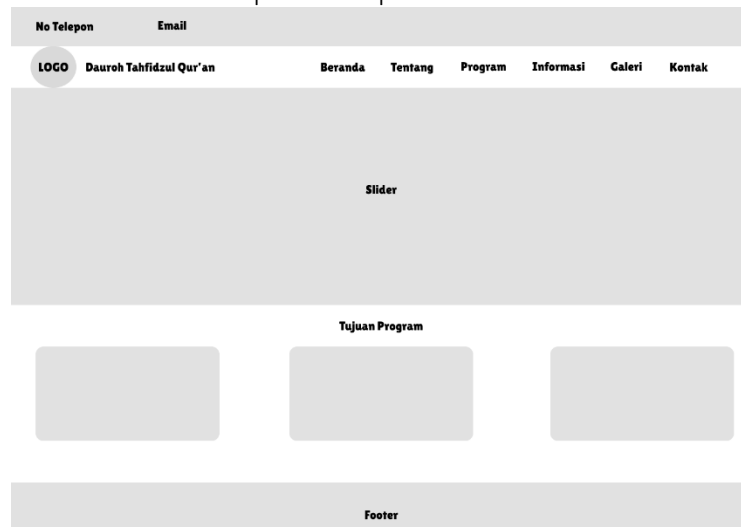 No Telepon Email
LOGO Dauroh Tahfidzul Qur'an Beranda Tentang Program Informasi Galeri Kontak
Slider
Tujuan Program
Footer